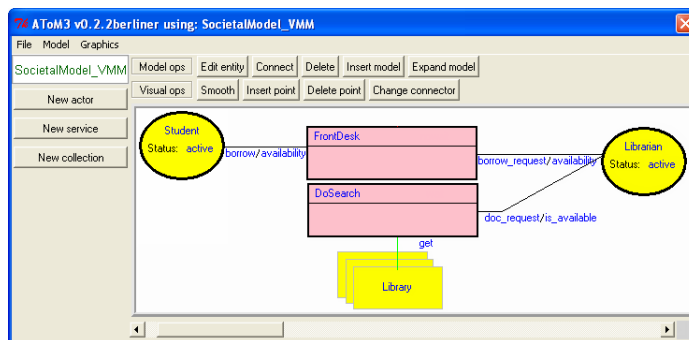 AToM3 v0.2.2berliner using: SocietalModel_VMM
File Model Graphics
SocietalModel_VMM
Model ops Edit entity Connect Delete Insert model Expand model
Visual ops Smooth Insert point Delete point Change connector
New actor
New service
New collection
Student
Status: active
borrow/availability
FrontDesk
borrow_request/availability
Librarian
Status: active
DoSearch
doc_request/is_available
get
Library